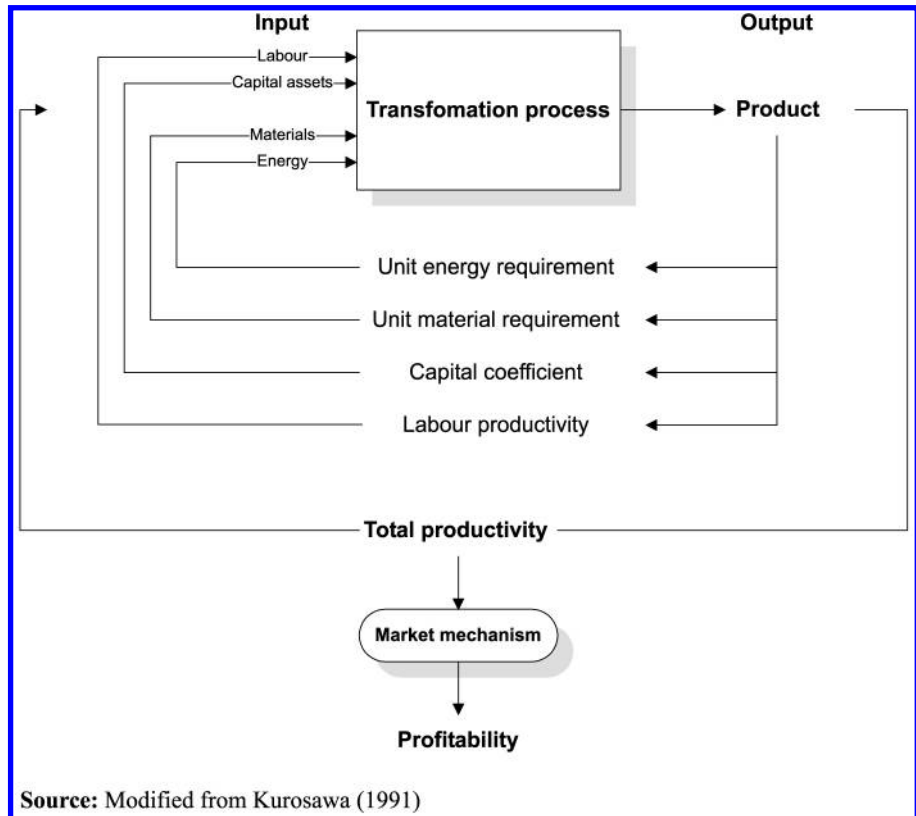 Input
Output
Labour
Capital assets
Transfomation process
Product
Materials
Energy
Unit energy requirement
Unit material requirement
Capital coefficient
Labour productivity
Total productivity
Market mechanism
Profitability
Source: Modified from Kurosawa (1991)